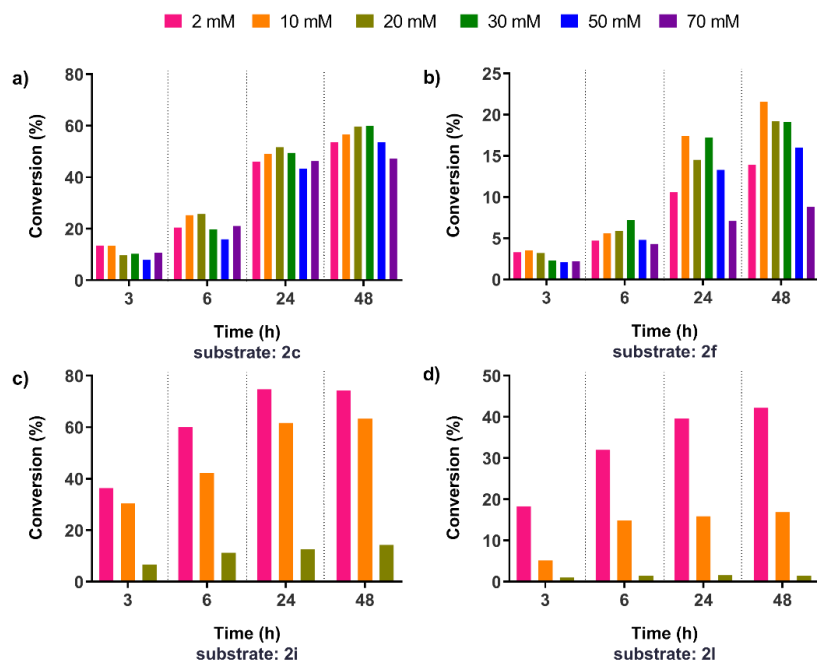 2 mM 10 mM 20 mM 30 mM 50 mM 70 mM
a)
Conversion (%)
80
60
40
20
0
3 6 24 48
Time (h)
substrate: 2c
b)
Conversion (%)
25
20
15
10
5
0
3 6 24 48
Time (h)
substrate: 2f
c)
Conversion (%)
80
60
40
20
0
3 6 24 48
Time (h)
substrate: 2i
d)
Conversion (%)
50
40
30
20
10
0
3 6 24 48
Time (h)
substrate: 2l